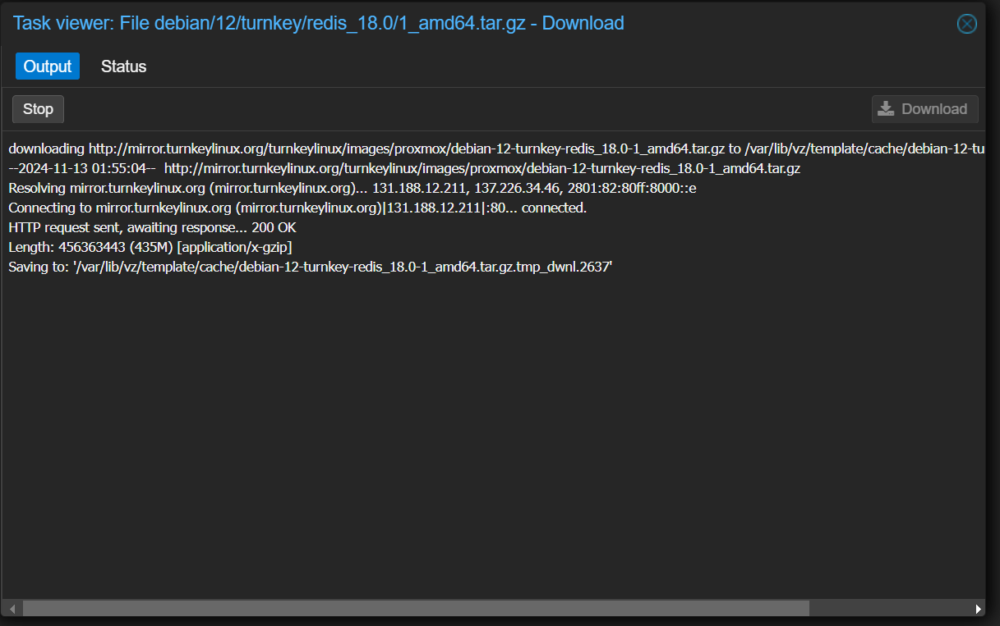 Task viewer: File debian/12/turnkey/redis_18.0/1_amd64.tar.gz - Download
Output Status
Stop Download
downloading http://mirror.turnkeylinux.org/turnkeylinux/images/proxmox/debian-12-turnkey-redis_18.0-1_amd64.tar.gz to /var/lib/vz/template/cache/debian-12-tu
--2024-11-13 01:55:04--  http://mirror.turnkeylinux.org/turnkeylinux/images/proxmox/debian-12-turnkey-redis_18.0-1_amd64.tar.gz
Resolving mirror.turnkeylinux.org (mirror.turnkeylinux.org)... 131.188.12.211, 137.226.34.46, 2801:82:80ff:8000::e
Connecting to mirror.turnkeylinux.org (mirror.turnkeylinux.org)|131.188.12.211|:80... connected.
HTTP request sent, awaiting response... 200 OK
Length: 456363443 (435M) [application/x-gzip]
Saving to: '/var/lib/vz/template/cache/debian-12-turnkey-redis_18.0-1_amd64.tar.gz.tmp_dwnl.2637'